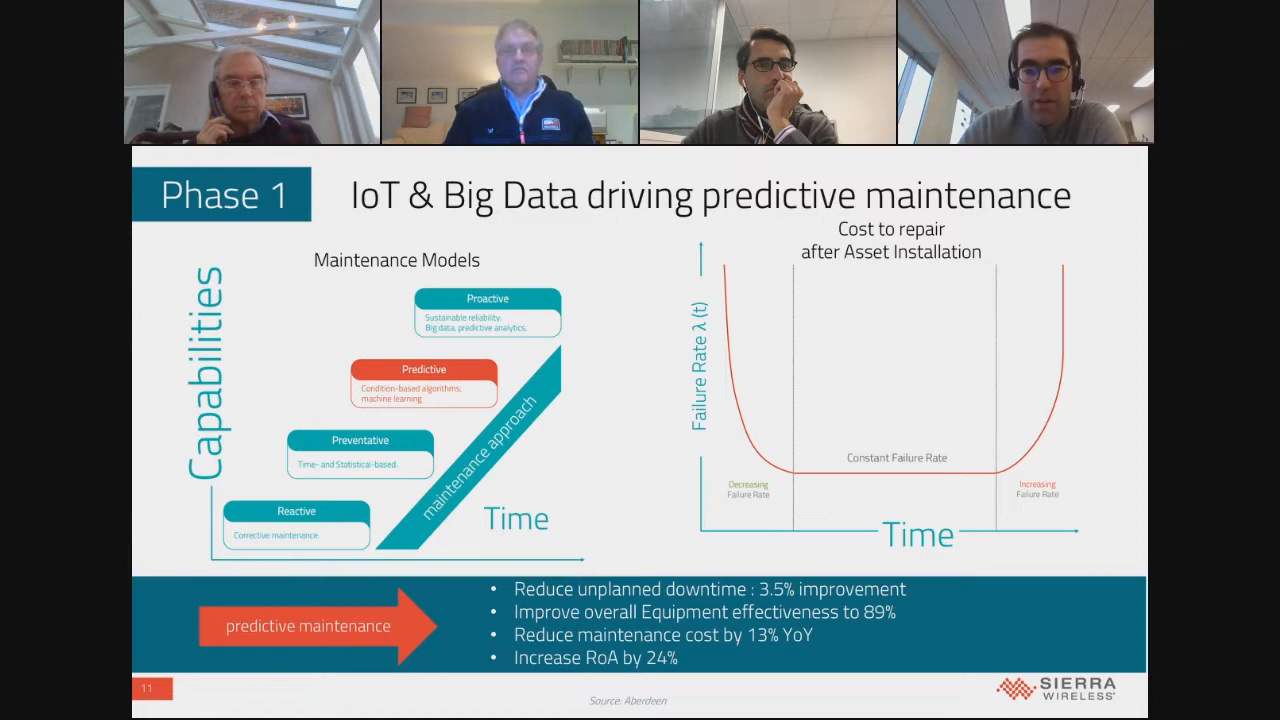 Phase 1
IoT & Big Data driving predictive maintenance
Maintenance Models
Capabilities
Proactive
Sustainable reliability.
Big data, predictive analytics.
Predictive
Condition-based algorithms,
machine learning
Preventative
Time- and Statistical-based.
Reactive
Corrective maintenance.
maintenance approach
Time
Cost to repair
after Asset Installation
Failure Rate λ (t)
Constant Failure Rate
Decreasing
Failure Rate
Increasing
Failure Rate
Time
predictive maintenance
• Reduce unplanned downtime : 3.5% improvement
• Improve overall Equipment effectiveness to 89%
• Reduce maintenance cost by 13% YoY
• Increase RoA by 24%
11
Source: Aberdeen
SIERRA
WIRELESS